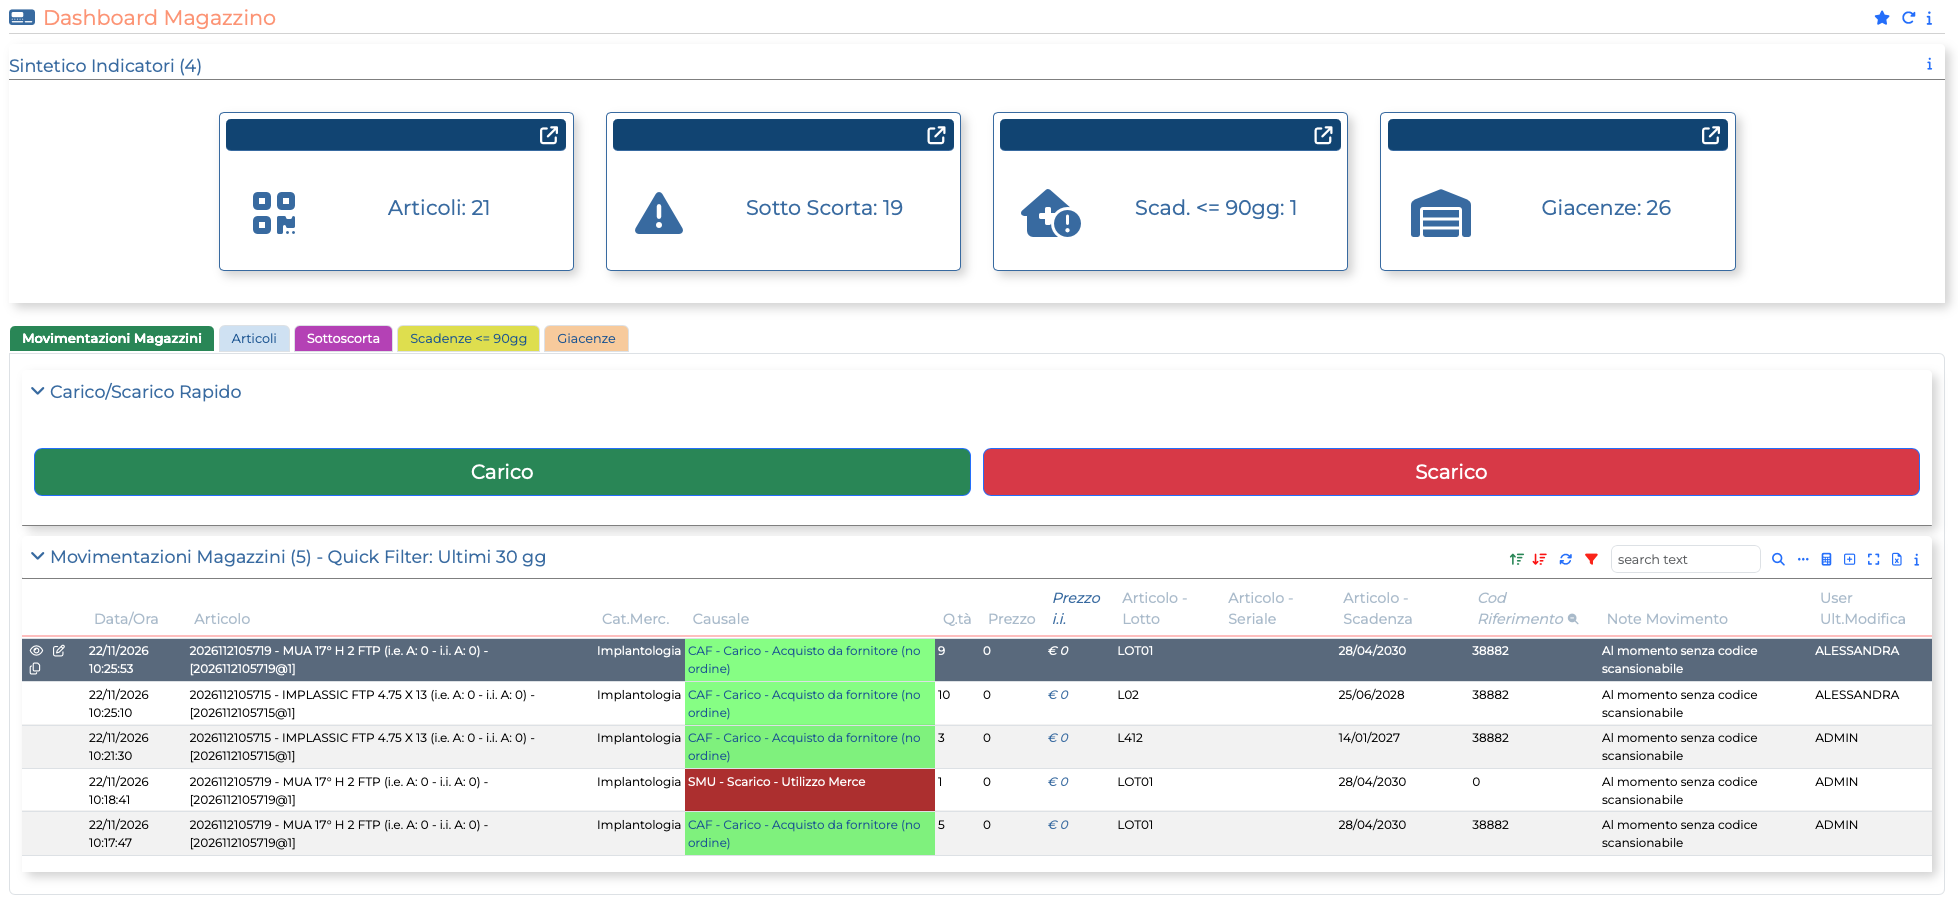 Dashboard Magazzino
Sintetico Indicatori (4)
Articoli: 21
Sotto Scorta: 19
Scad. <= 90gg: 1
Giacenze: 26
Movimentazioni Magazzini
Articoli
Sottoscorta
Scadenze <= 90gg
Giacenze
Carico/Scarico Rapido
Carico
Scarico
Movimentazioni Magazzini (5) - Quick Filter: Ultimi 30 gg
search text
Data/Ora
Articolo
Cat.Merc.
Causale
Q.tà
Prezzo
Prezzo
i.i.
Articolo -
Lotto
Articolo -
Seriale
Articolo -
Scadenza
Cod
Riferimento
Note Movimento
User
Ult.Modifica
22/11/2026
10:25:53
2026112105719 - MUA 17° H 2 FTP (i.e. A: 0 - i.i. A: 0) -
[2026112105719@1]
Implantologia
CAF - Carico - Acquisto da fornitore (no
ordine)
9
0
€ 0
LOT01
28/04/2030
38882
Al momento senza codice
scansionabile
ALESSANDRA
22/11/2026
10:25:10
2026112105715 - IMPLASSIC FTP 4.75 X 13 (i.e. A: 0 - i.i. A: 0) -
[2026112105715@1]
Implantologia
CAF - Carico - Acquisto da fornitore (no
ordine)
10
0
€ 0
L02
25/06/2028
38882
Al momento senza codice
scansionabile
ALESSANDRA
22/11/2026
10:21:30
2026112105715 - IMPLASSIC FTP 4.75 X 13 (i.e. A: 0 - i.i. A: 0) -
[2026112105715@1]
Implantologia
CAF - Carico - Acquisto da fornitore (no
ordine)
3
0
€ 0
L412
14/01/2027
38882
Al momento senza codice
scansionabile
ADMIN
22/11/2026
10:18:41
2026112105719 - MUA 17° H 2 FTP (i.e. A: 0 - i.i. A: 0) -
[2026112105719@1]
Implantologia
SMU - Scarico - Utilizzo Merce
1
0
€ 0
LOT01
28/04/2030
0
Al momento senza codice
scansionabile
ADMIN
22/11/2026
10:17:47
2026112105719 - MUA 17° H 2 FTP (i.e. A: 0 - i.i. A: 0) -
[2026112105719@1]
Implantologia
CAF - Carico - Acquisto da fornitore (no
ordine)
5
0
€ 0
LOT01
28/04/2030
38882
Al momento senza codice
scansionabile
ADMIN